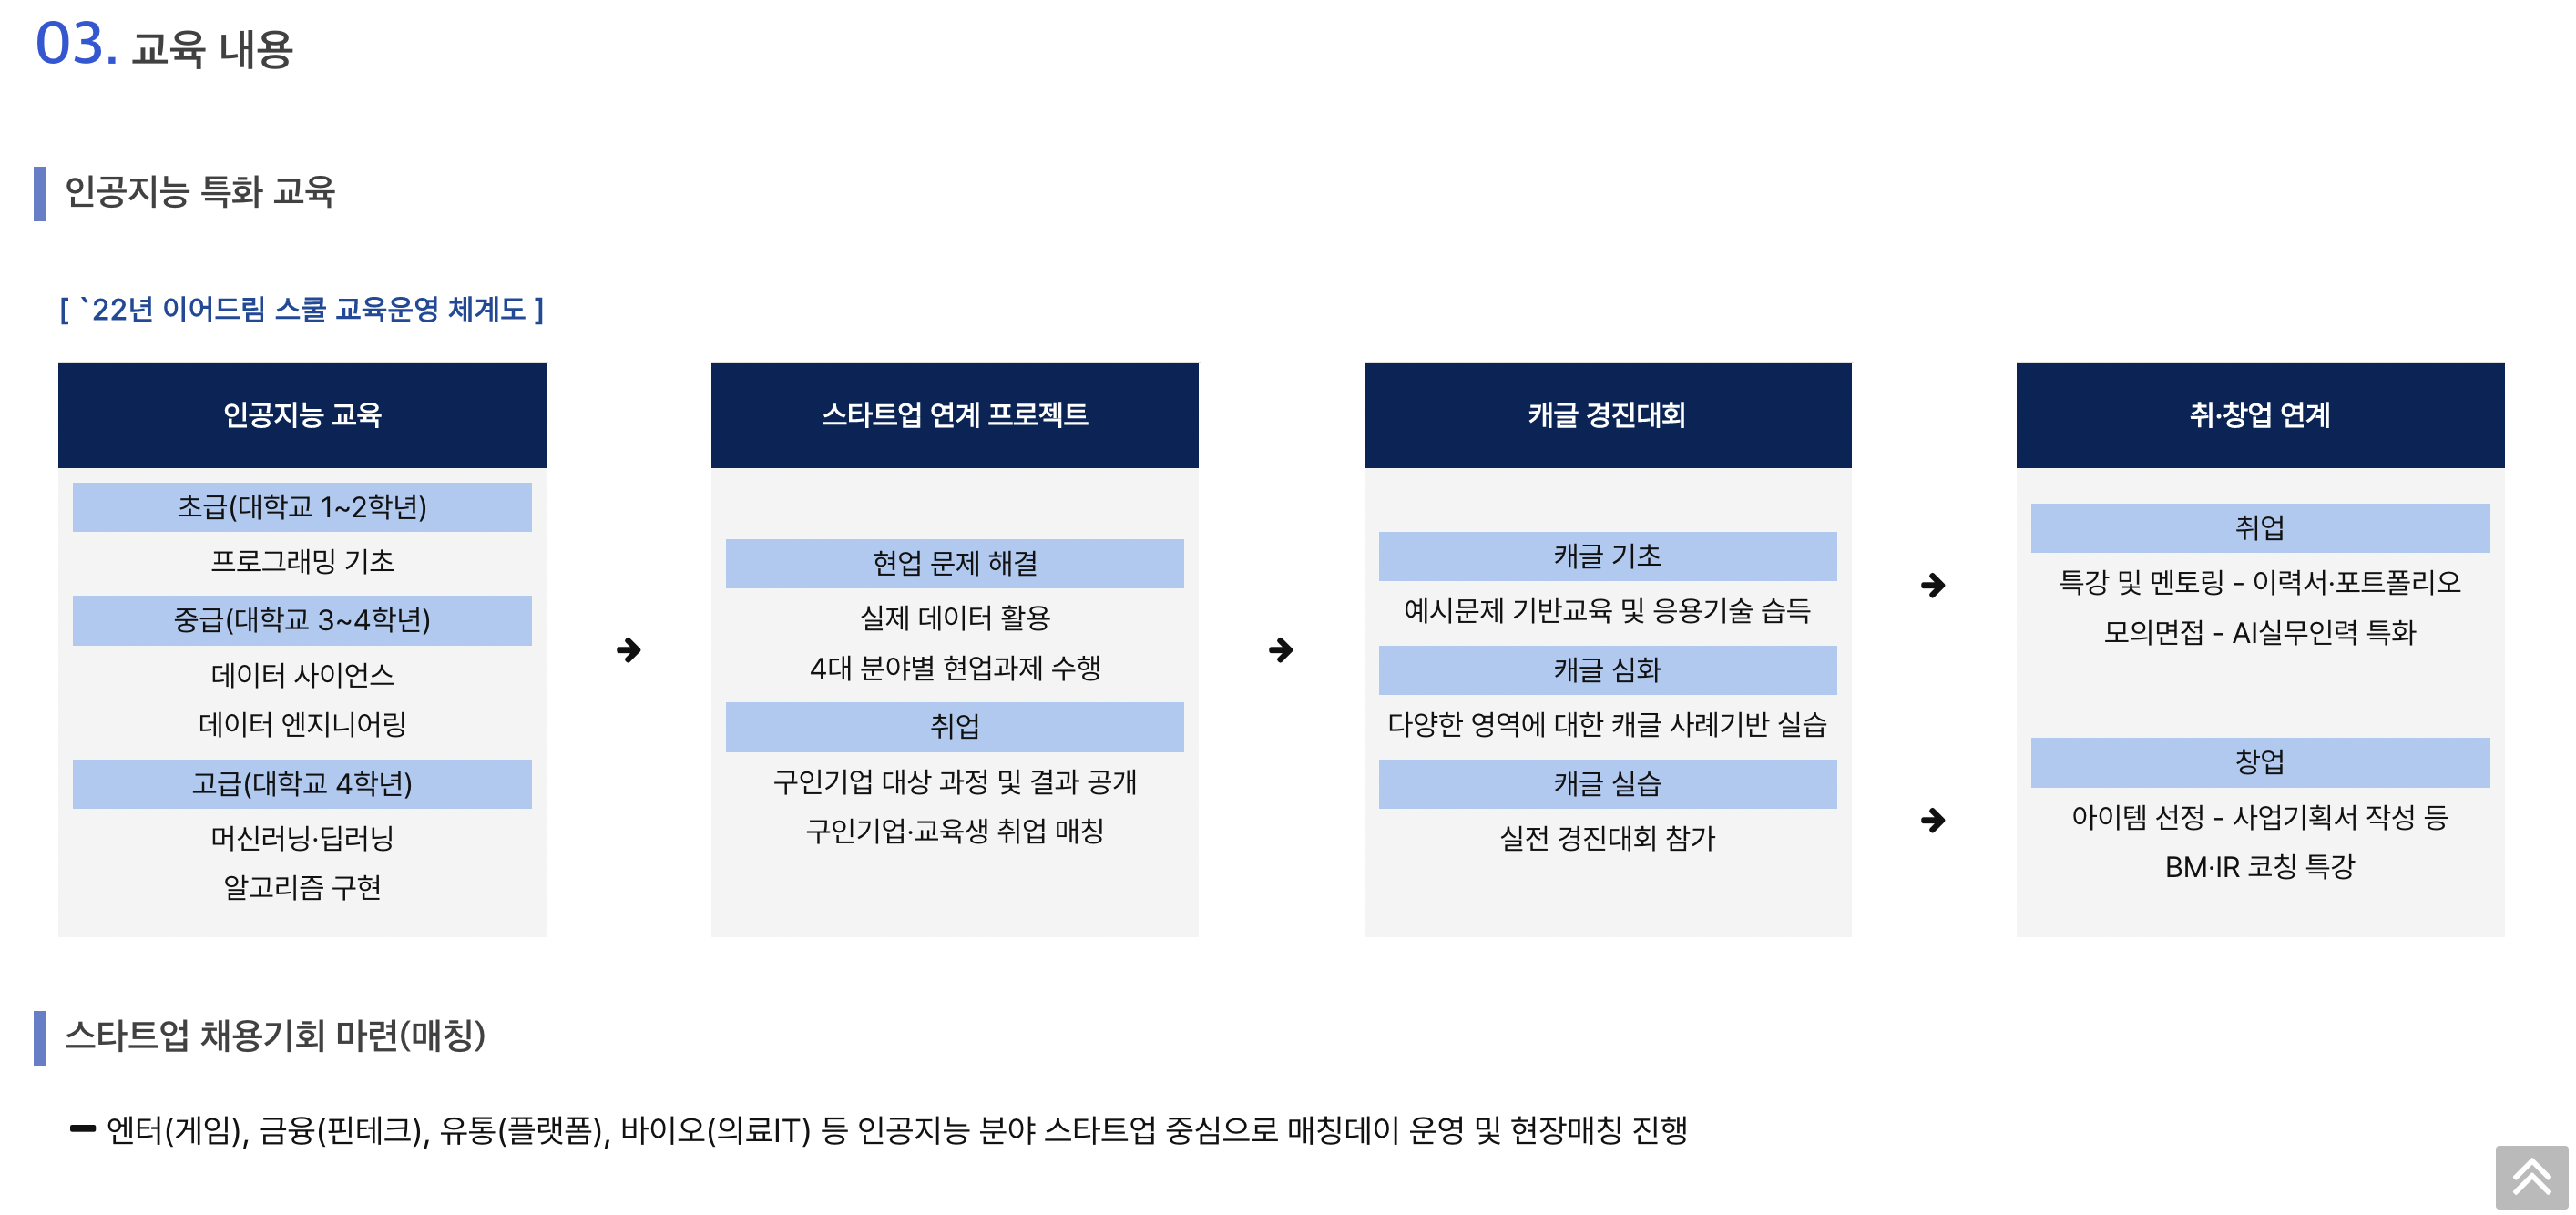 03. 교육 내용
인공지능 특화 교육
[ `22년 이어드림 스쿨 교육운영 체계도 ]
인공지능 교육
초급(대학교 1~2학년)
프로그래밍 기초
중급(대학교 3~4학년)
데이터 사이언스
데이터 엔지니어링
고급(대학교 4학년)
머신러닝·딥러닝
알고리즘 구현
스타트업 연계 프로젝트
현업 문제 해결
실제 데이터 활용
4대 분야별 현업과제 수행
취업
구인기업 대상 과정 및 결과 공개
구인기업·교육생 취업 매칭
캐글 경진대회
캐글 기초
예시문제 기반교육 및 응용기술 습득
캐글 심화
다양한 영역에 대한 캐글 사례기반 실습
캐글 실습
실전 경진대회 참가
취·창업 연계
취업
특강 및 멘토링 - 이력서·포트폴리오
모의면접 - AI실무인력 특화
창업
아이템 선정 - 사업기획서 작성 등
BM·IR 코칭 특강
스타트업 채용기회 마련(매칭)
- 엔터(게임), 금융(핀테크), 유통(플랫폼), 바이오(의료IT) 등 인공지능 분야 스타트업 중심으로 매칭데이 운영 및 현장매칭 진행